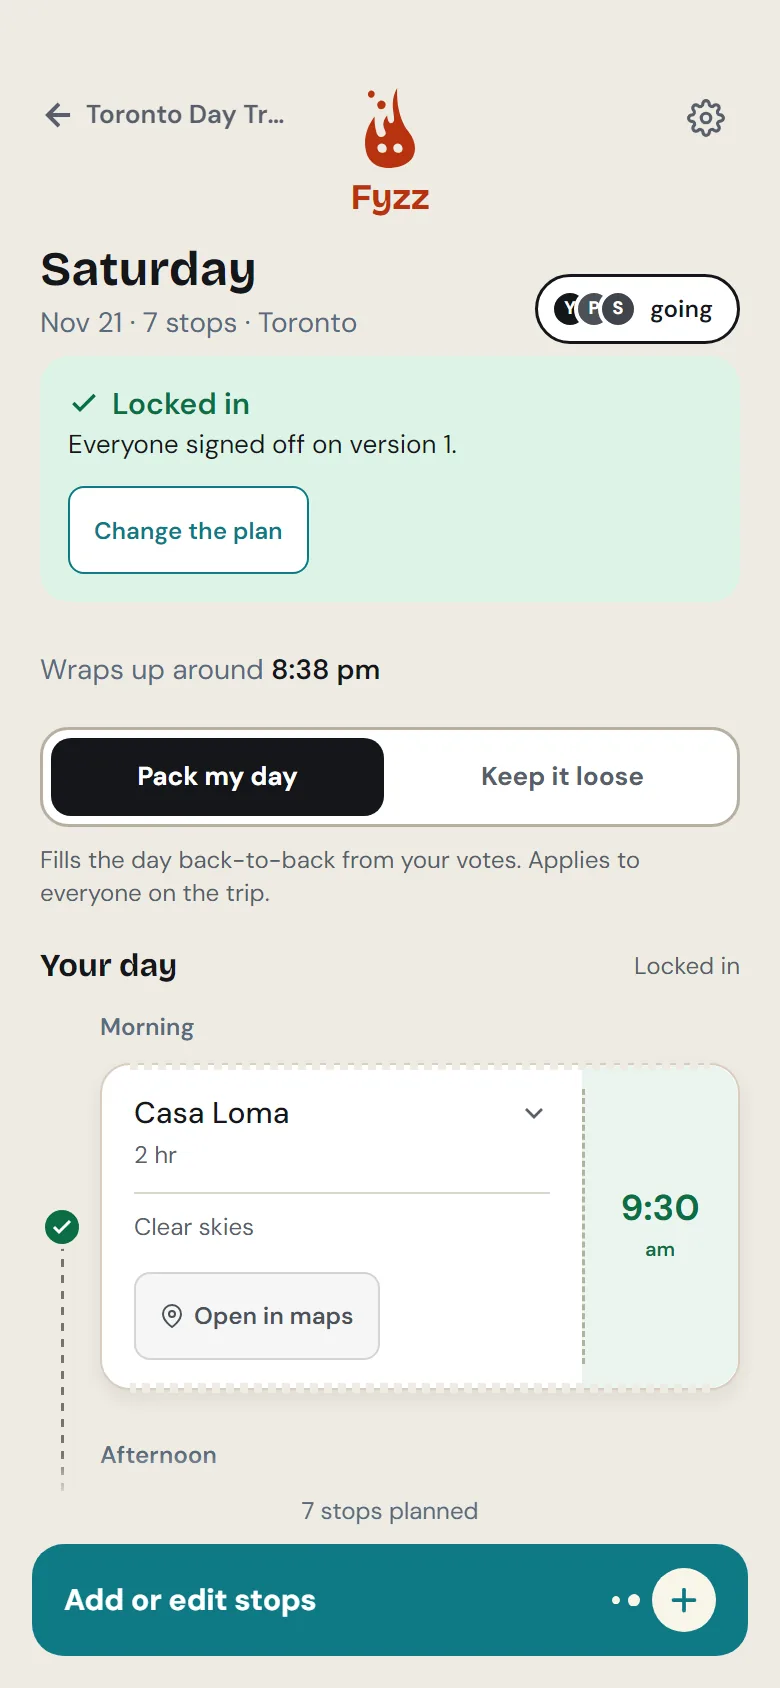 Toronto Day Tr...
Fyzz
Saturday
Nov 21 · 7 stops · Toronto
Y P S going
Locked in
Everyone signed off on version 1.
Change the plan
Wraps up around 8:38 pm
Pack my day
Keep it loose
Fills the day back-to-back from your votes. Applies to
everyone on the trip.
Your day
Locked in
Morning
Casa Loma
2 hr
Clear skies
Open in maps
9:30
am
Afternoon
7 stops planned
Add or edit stops